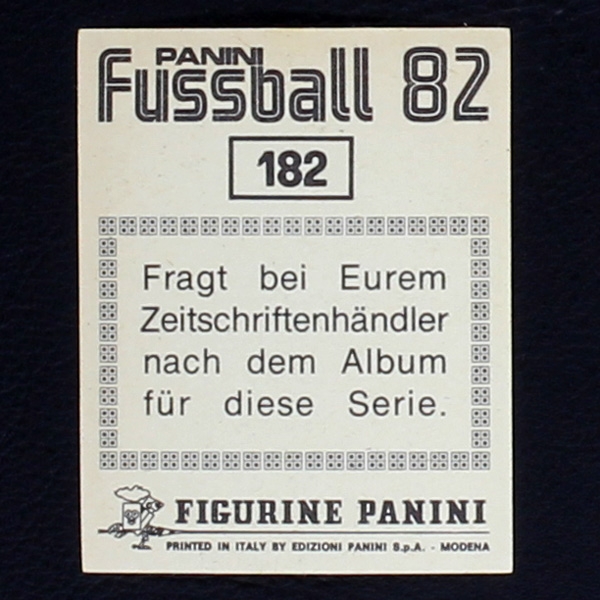 PANINI
Fussball 82
182
Fragt bei Eurem
Zeitschriftenhändler
nach dem Album
für diese Serie.
FIGURINE PANINI
PRINTED IN ITALY BY EDIZIONI PANINI S.p.A. - MODENA